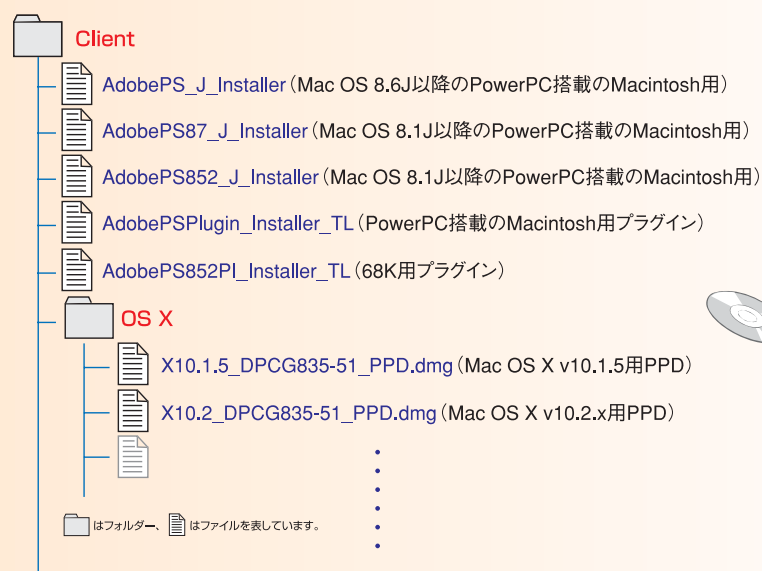 Client
AdobePS_J_Installer（Mac OS 8.6J以降のPowerPC搭載のMacintosh用）
AdobePS87_J_Installer（Mac OS 8.1J以降のPowerPC搭載のMacintosh用）
AdobePS852_J_Installer（Mac OS 8.1J以降のPowerPC搭載のMacintosh用）
AdobePSPlugin_Installer_TL（PowerPC搭載のMacintosh用プラグイン）
AdobePS852PI_Installer_TL（68K用プラグイン）
OS X
X10.1.5_DPCG835-51_PPD.dmg（Mac OS X v10.1.5用PPD）
X10.2_DPCG835-51_PPD.dmg（Mac OS X v10.2.x用PPD）
はフォルダー、 はファイルを表しています。